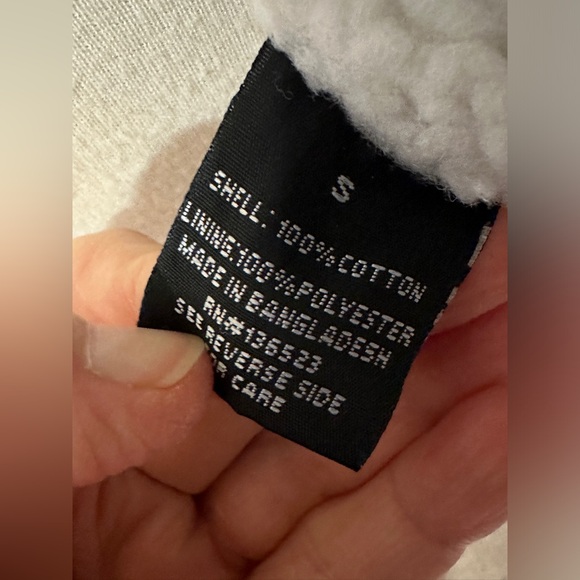 S
SHELL: 100% COTTON
LINING: 100% POLYESTER
MADE IN BANGLADESH
RN# 136523
SEE REVERSE SIDE
CARE